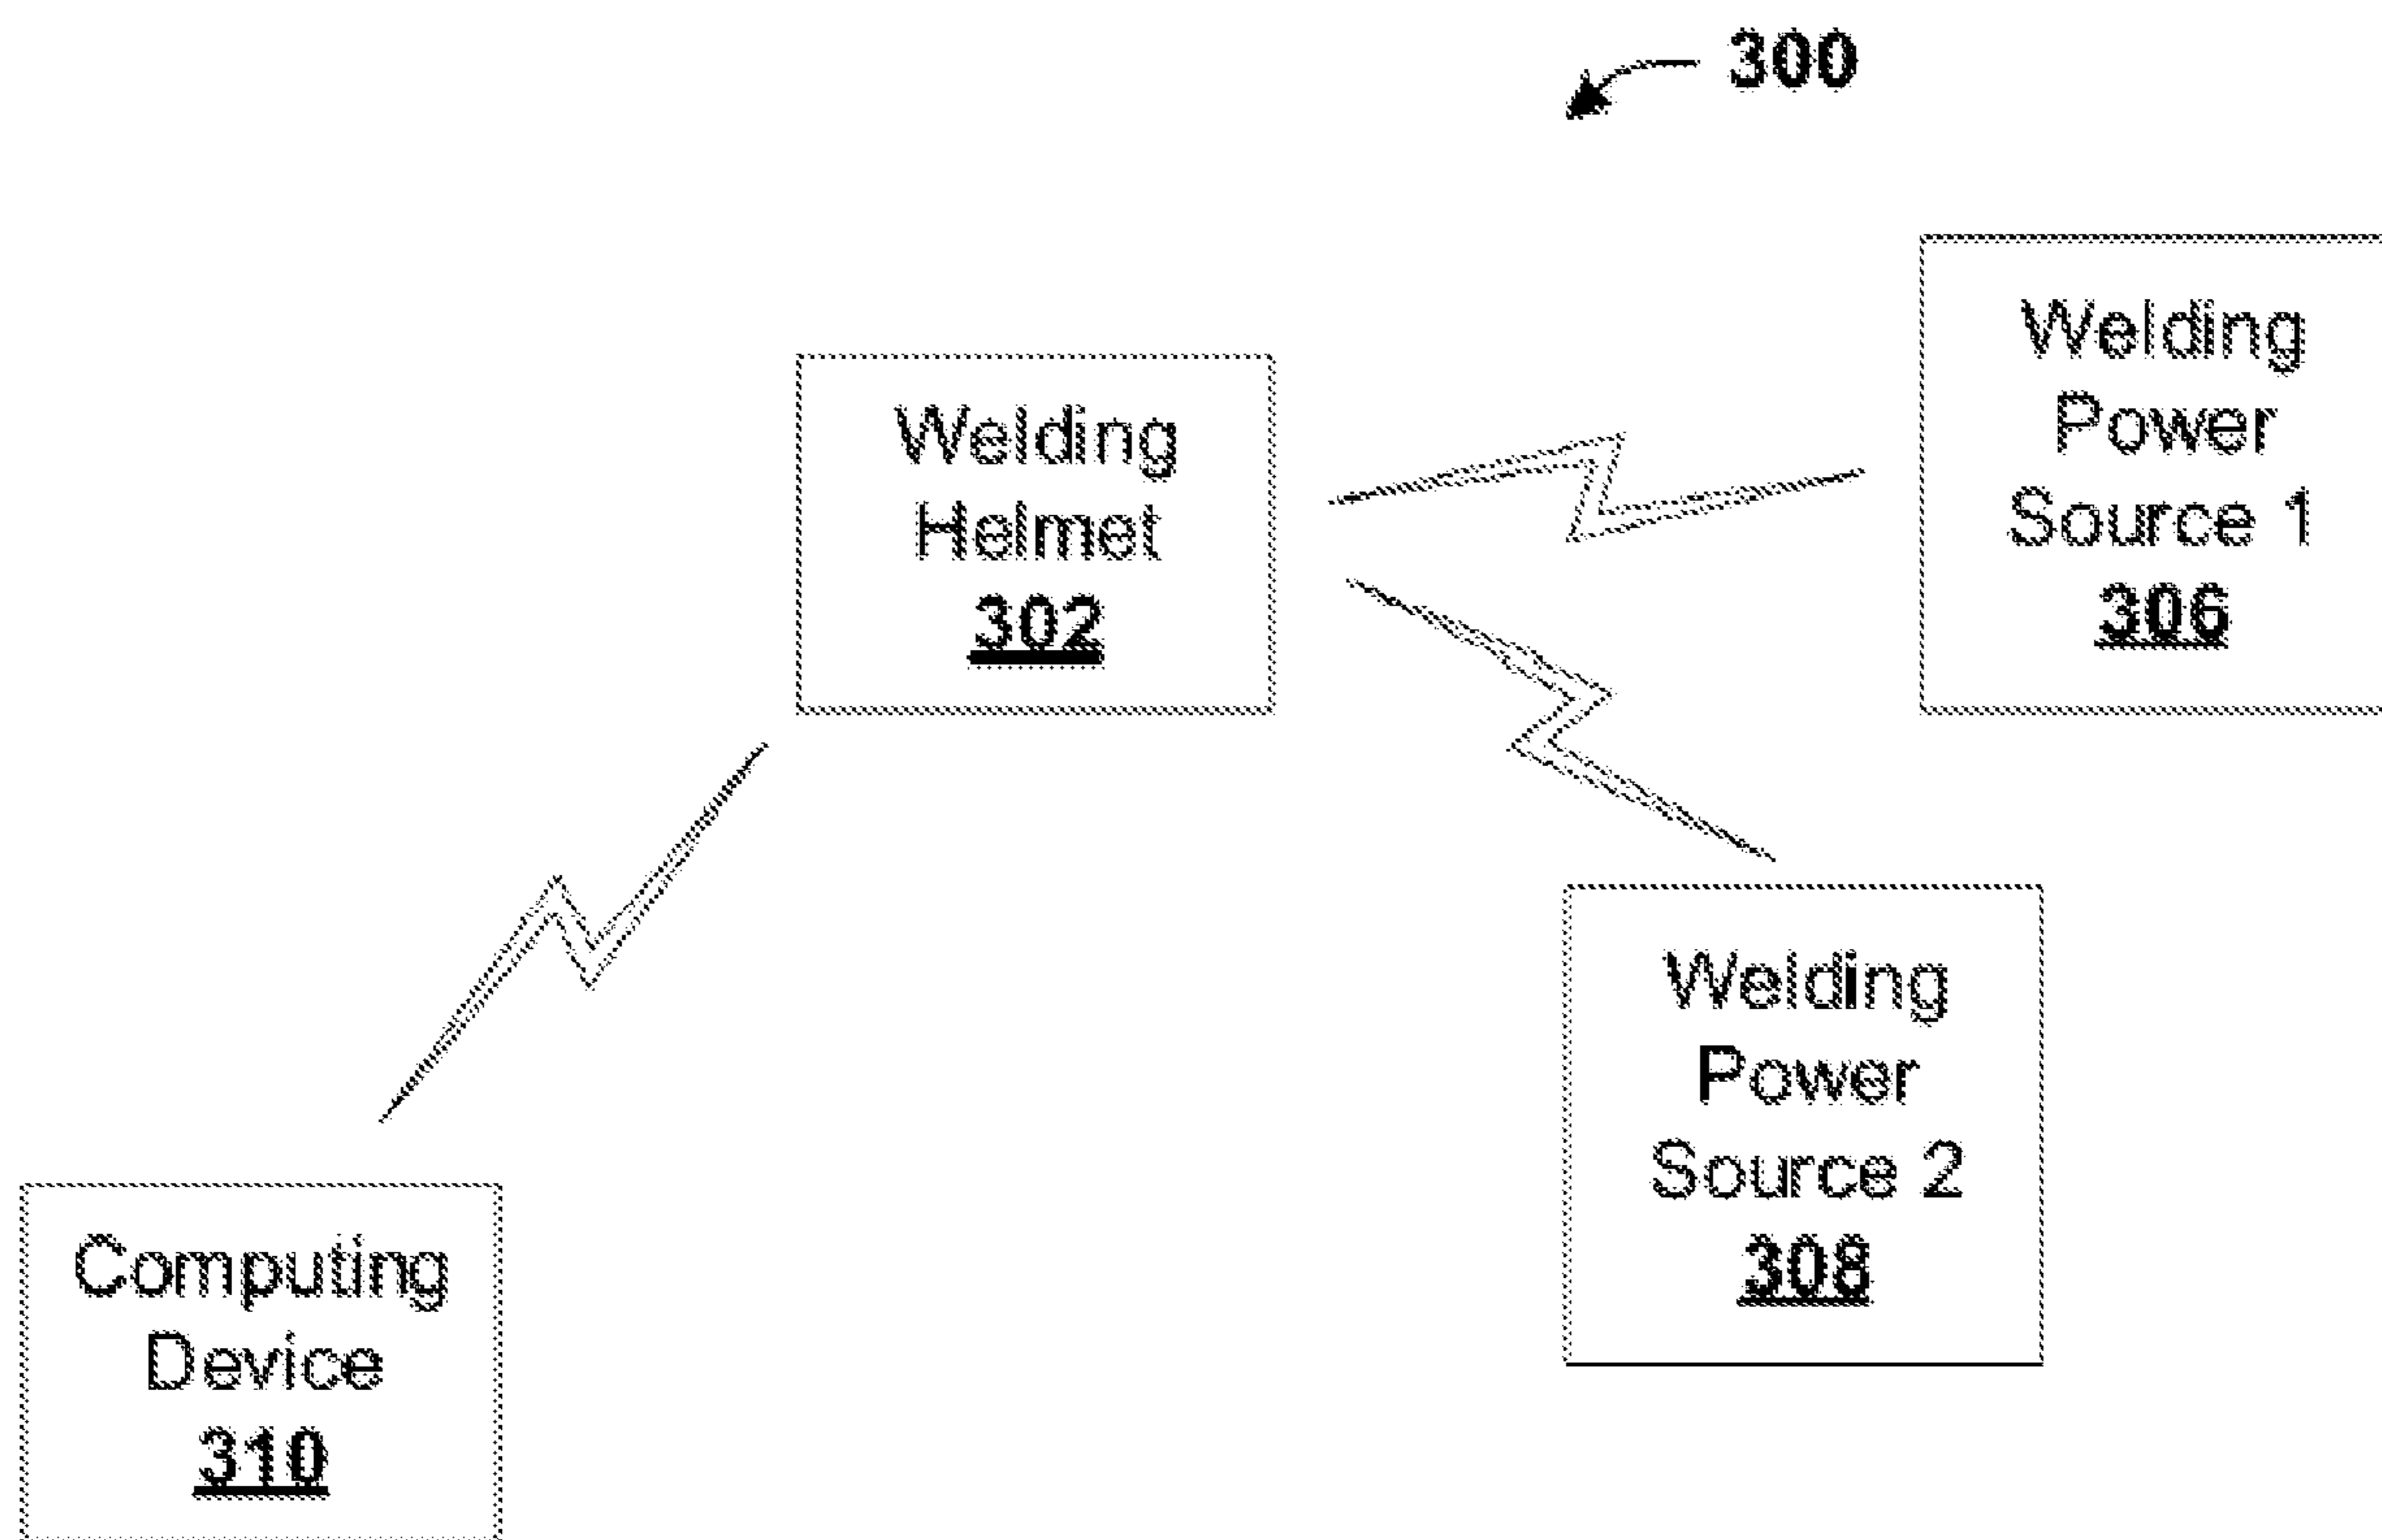 300
Welding
Helmet
302
Welding
Power
Source 1
306
Welding
Power
Source 2
308
Computing
Device
310